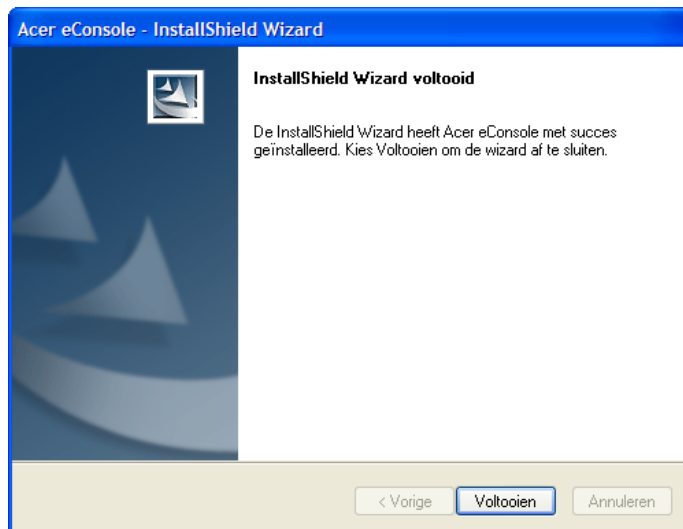 Acer eConsole - InstallShield Wizard
InstallShield Wizard voltooid
De InstallShield Wizard heeft Acer eConsole met succes
geïnstalleerd. Kies Voltooien om de wizard af te sluiten.
< Vorige
Voltooien
Annuleren